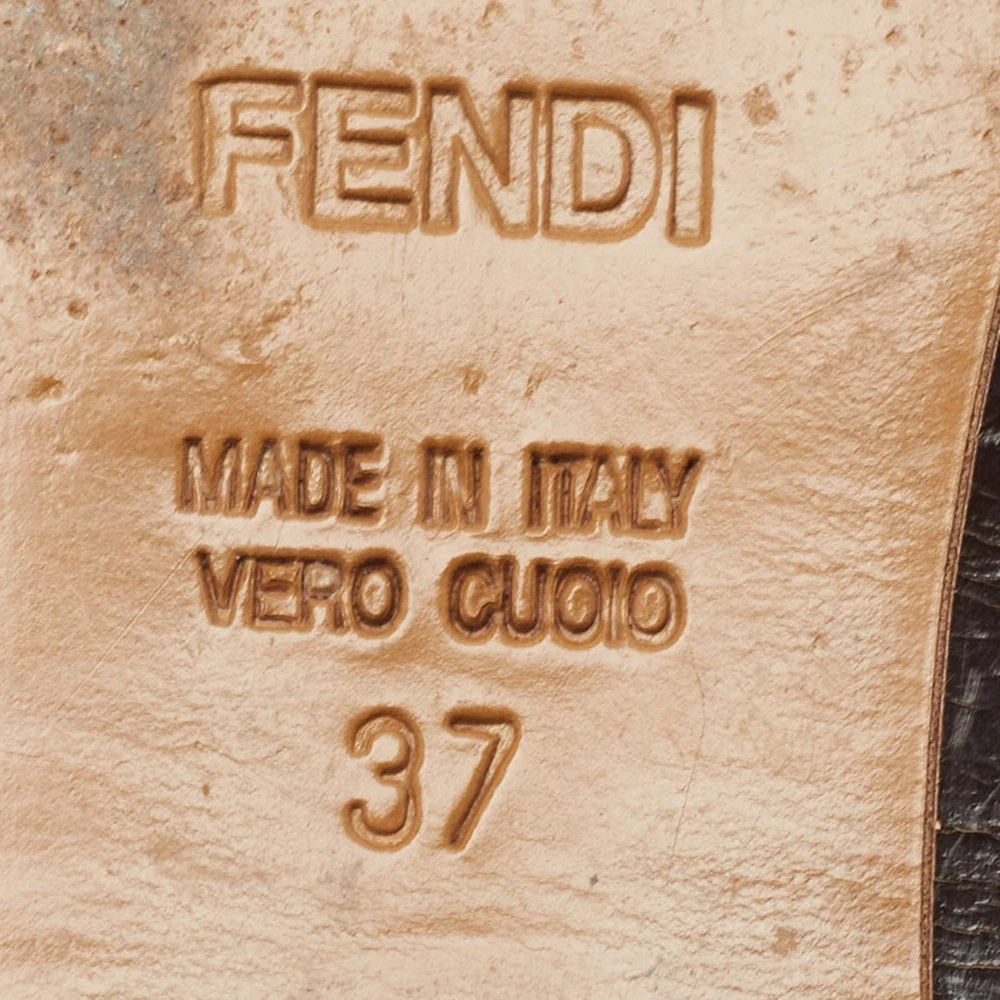 FENDI
MADE IN ITALY
VERO CUOIO
37